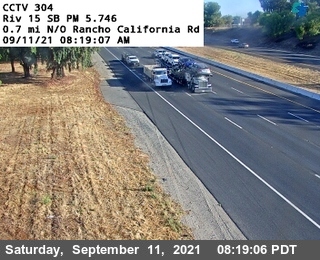 CCTV 304
Riv 15 SB PM 5.746
0.7 mi N/O Rancho California Rd
09/11/21 08:19:07 AM
Saturday, September 11, 2021 08:19:06 PDT